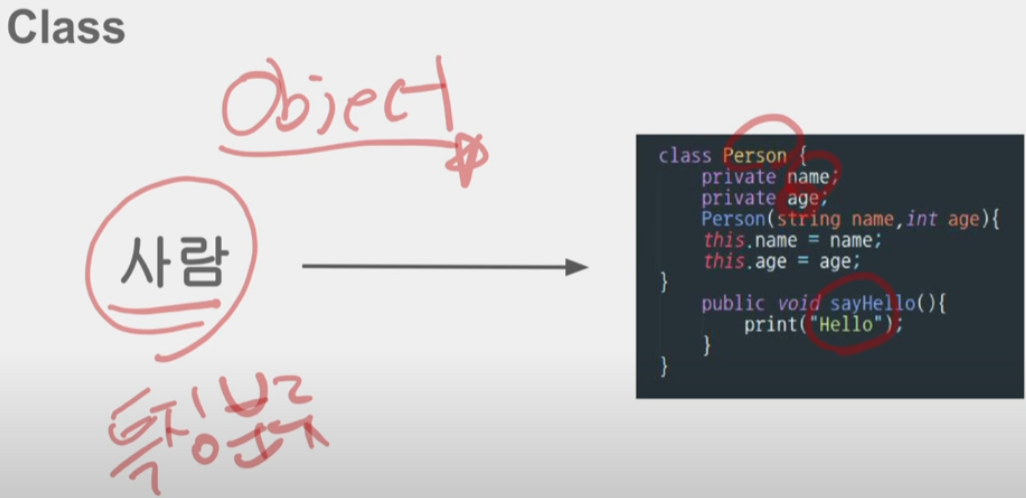 Class
Object
사람
특징분류
class Person {
private name;
private age;
Person(string name,int age){
this.name = name;
this.age = age;
}
public void sayHello(){
print("Hello");
}
}